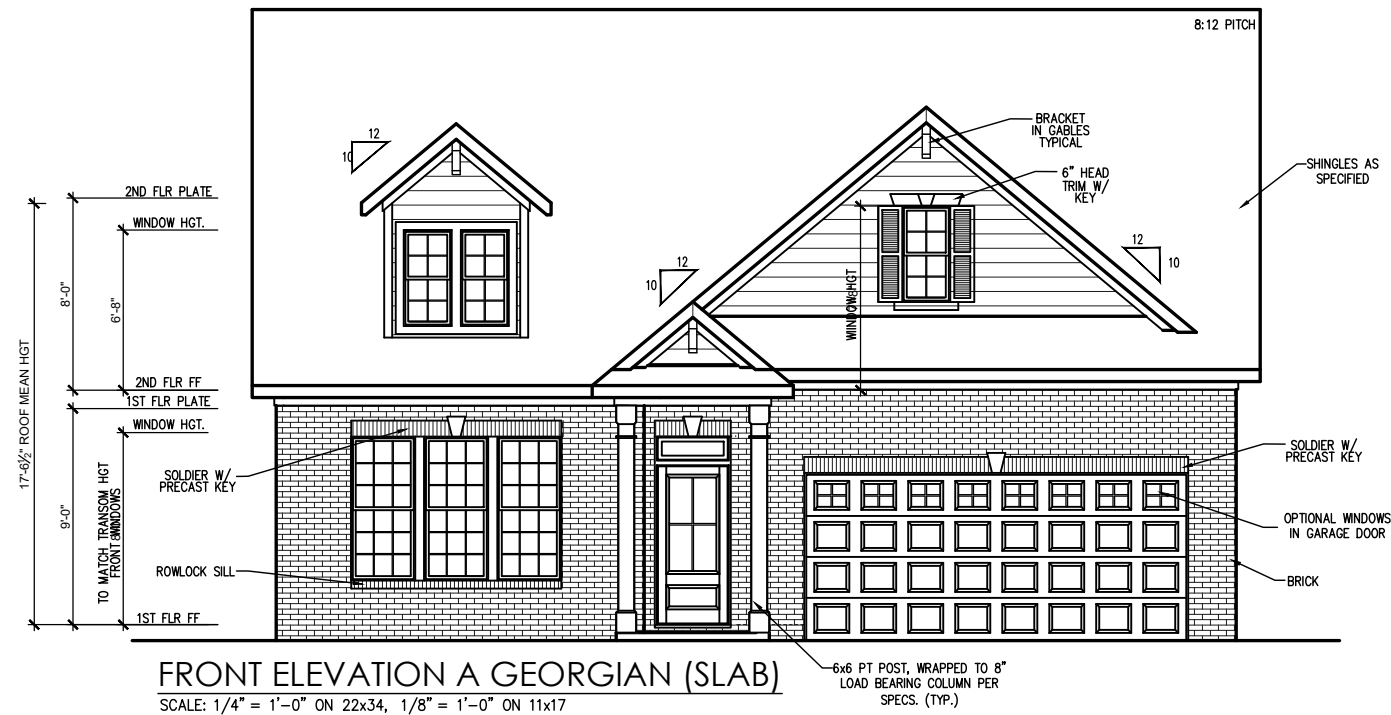 8:12 PITCH
12
10
BRACKET
IN GABLES
TYPICAL
6" HEAD
TRIM W/
KEY
SHINGLES AS
SPECIFIED
2ND FLR PLATE
WINDOW HGT.
12
10
12
10
8'-0"
6'-8"
WINDOW HGT
17'-6½" ROOF MEAN HGT
2ND FLR FF
1ST FLR PLATE
WINDOW HGT.
SOLDIER W/
PRECAST KEY
SOLDIER W/
PRECAST KEY
9'-0"
TO MATCH TRANSOM HGT
FRONT WINDOWS
OPTIONAL WINDOWS
IN GARAGE DOOR
ROWLOCK SILL
BRICK
1ST FLR FF
FRONT ELEVATION A GEORGIAN (SLAB)
SCALE: 1/4" = 1'-0" ON 22x34, 1/8" = 1'-0" ON 11x17
6x6 PT POST, WRAPPED TO 8"
LOAD BEARING COLUMN PER
SPECS. (TYP.)